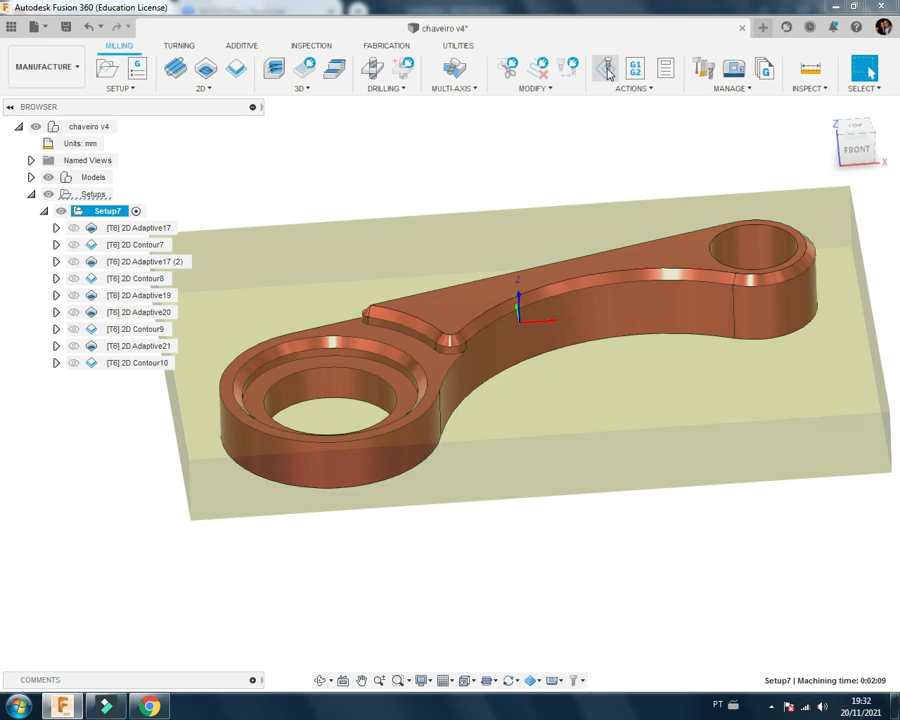 Autodesk Fusion 360 (Education License)
chaveiro v4*
MANUFACTURE
MILLING TURNING ADDITIVE INSPECTION FABRICATION UTILITIES
SETUP 2D 3D DRILLING MULTI-AXIS MODIFY ACTIONS MANAGE INSPECT SELECT
G
G1
G2
G
BROWSER
chaveiro v4
Units: mm
Named Views
Models
Setups
Setup7
[T6] 2D Adaptive17
[T6] 2D Contour7
[T6] 2D Adaptive17 (2)
[T6] 2D Contour8
[T6] 2D Adaptive19
[T6] 2D Adaptive20
[T6] 2D Contour9
[T6] 2D Adaptive21
[T6] 2D Contour10
Z
TOP
FRONT
X
Z
COMMENTS
Setup7 | Machining time: 0:02:09
PT
19:32
20/11/2021